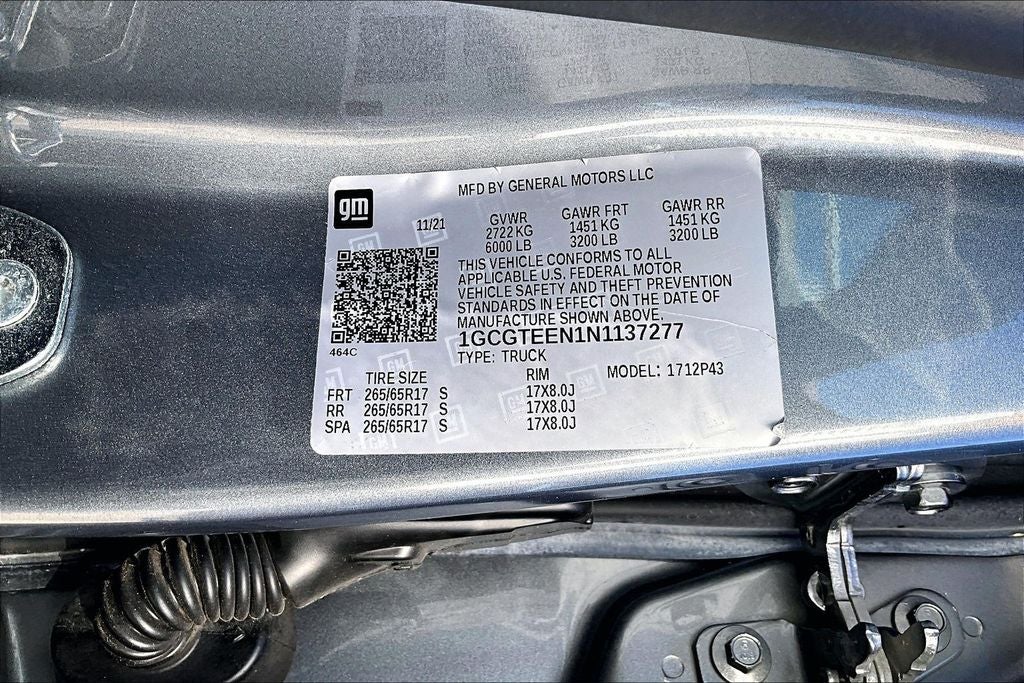 MFD BY GENERAL MOTORS LLC
gm
11/21
GVWR GAWR FRT GAWR RR
2722 KG 1451 KG 1451 KG
6000 LB 3200 LB 3200 LB
THIS VEHICLE CONFORMS TO ALL
APPLICABLE U.S. FEDERAL MOTOR
VEHICLE SAFETY AND THEFT PREVENTION
STANDARDS IN EFFECT ON THE DATE OF
MANUFACTURE SHOWN ABOVE.
1GCGTEEN1N1137277
464C
TYPE: TRUCK
MODEL: 1712P43
TIRE SIZE RIM
FRT 265/65R17 S 17X8.0J
RR 265/65R17 S 17X8.0J
SPA 265/65R17 S 17X8.0J